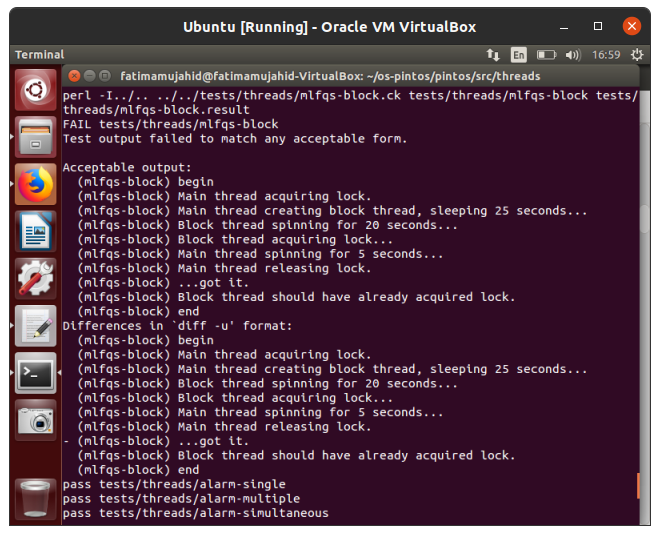 Ubuntu [Running] - Oracle VM VirtualBox
Terminal
En
16:59
fatimamujahid@fatimamujahid-VirtualBox: ~/os-pintos/pintos/src/threads
perl -I../.. ../../tests/threads/mlfqs-block.ck tests/threads/mlfqs-block tests/
threads/mlfqs-block.result
FAIL tests/threads/mlfqs-block
Test output failed to match any acceptable form.
Acceptable output:
(mlfqs-block) begin
(mlfqs-block) Main thread acquiring lock.
(mlfqs-block) Main thread creating block thread, sleeping 25 seconds...
(mlfqs-block) Block thread spinning for 20 seconds...
(mlfqs-block) Block thread acquiring lock...
(mlfqs-block) Main thread spinning for 5 seconds...
(mlfqs-block) Main thread releasing lock.
(mlfqs-block) ...got it.
(mlfqs-block) Block thread should have already acquired lock.
(mlfqs-block) end
Differences in `diff -u' format:
(mlfqs-block) begin
(mlfqs-block) Main thread acquiring lock.
(mlfqs-block) Main thread creating block thread, sleeping 25 seconds...
(mlfqs-block) Block thread spinning for 20 seconds...
(mlfqs-block) Block thread acquiring lock...
(mlfqs-block) Main thread spinning for 5 seconds...
(mlfqs-block) Main thread releasing lock.
- (mlfqs-block) ...got it.
(mlfqs-block) Block thread should have already acquired lock.
(mlfqs-block) end
pass tests/threads/alarm-single
pass tests/threads/alarm-multiple
pass tests/threads/alarm-simultaneous